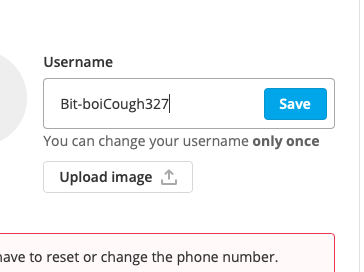 Username
Bit-boiCough327
Save
You can change your username only once
Upload image
have to reset or change the phone number.